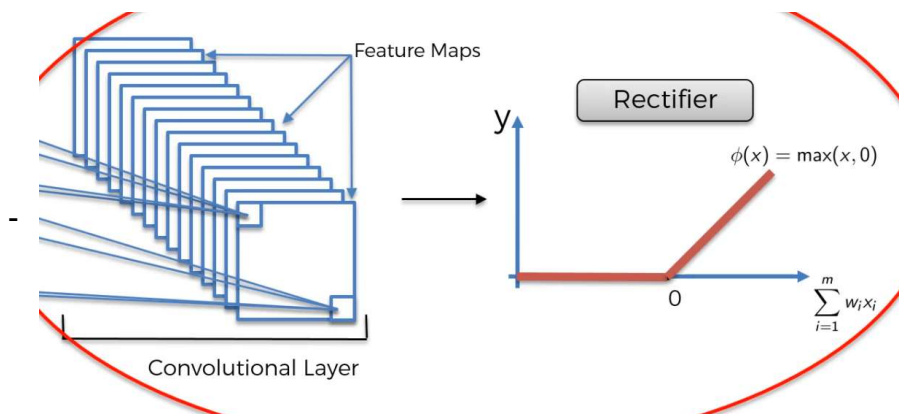 Feature Maps
Rectifier
y
ϕ(x) = max(x, 0)
-
0
m
∑ wᵢxᵢ
i=1
Convolutional Layer